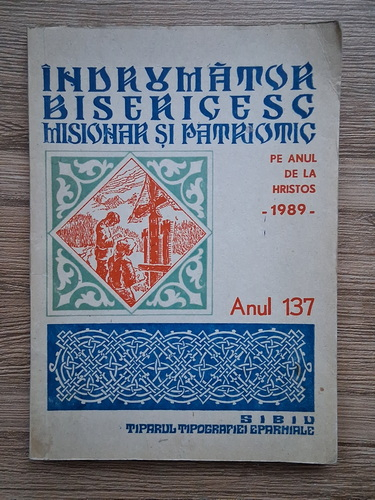 ÎNDRUMĂTOR
BISERICESC
MISIONAR ȘI PATRIOTIC
PE ANUL
DE LA
HRISTOS
- 1989 -
Anul 137
SIBIU
TIPARUL TIPOGRAFIEI EPARHIALE